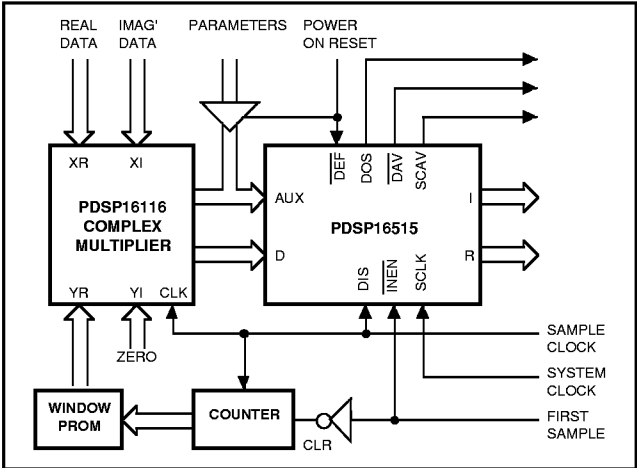 REAL DATA
IMAG' DATA
PARAMETERS
POWER ON RESET
XR
XI
PDSP16116
COMPLEX
MULTIPLIER
YR
YI
CLK
DEF
DOS
DAV
SCAV
AUX
I
PDSP16515
D
R
DIS
INEN
SCLK
ZERO
SAMPLE
CLOCK
SYSTEM
CLOCK
WINDOW
PROM
COUNTER
CLR
FIRST
SAMPLE